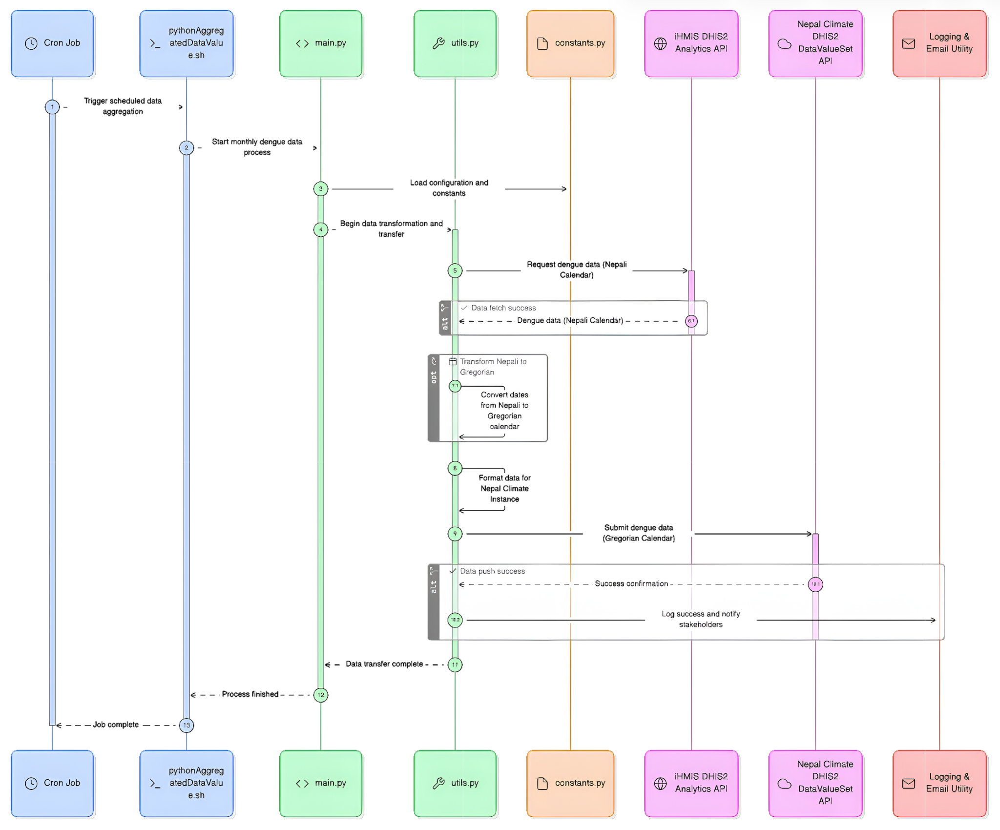 Cron Job
pythonAggreg
atedDataValu
e.sh
main.py
utils.py
constants.py
iHMIS DHIS2
Analytics API
Nepal Climate
DHIS2
DataValueSet
API
Logging &
Email Utility
1
Trigger scheduled data
aggregation
2
Start monthly dengue data
process
3
Load configuration and
constants
4
Begin data transformation and
transfer
5
Request dengue data (Nepali
Calendar)
alt
Data fetch success
Dengue data (Nepali Calendar)
6.1
opt
Transform Nepali to
Gregorian
7.1
Convert dates
from Nepali to
Gregorian
calendar
8
Format data for
Nepal Climate
Instance
9
Submit dengue data
(Gregorian Calendar)
alt
Data push success
Success confirmation
10.1
10.2
Log success and notify
stakeholders
Data transfer complete
11
Process finished
12
Job complete
13
Cron Job
pythonAggreg
atedDataValu
e.sh
main.py
utils.py
constants.py
iHMIS DHIS2
Analytics API
Nepal Climate
DHIS2
DataValueSet
API
Logging &
Email Utility